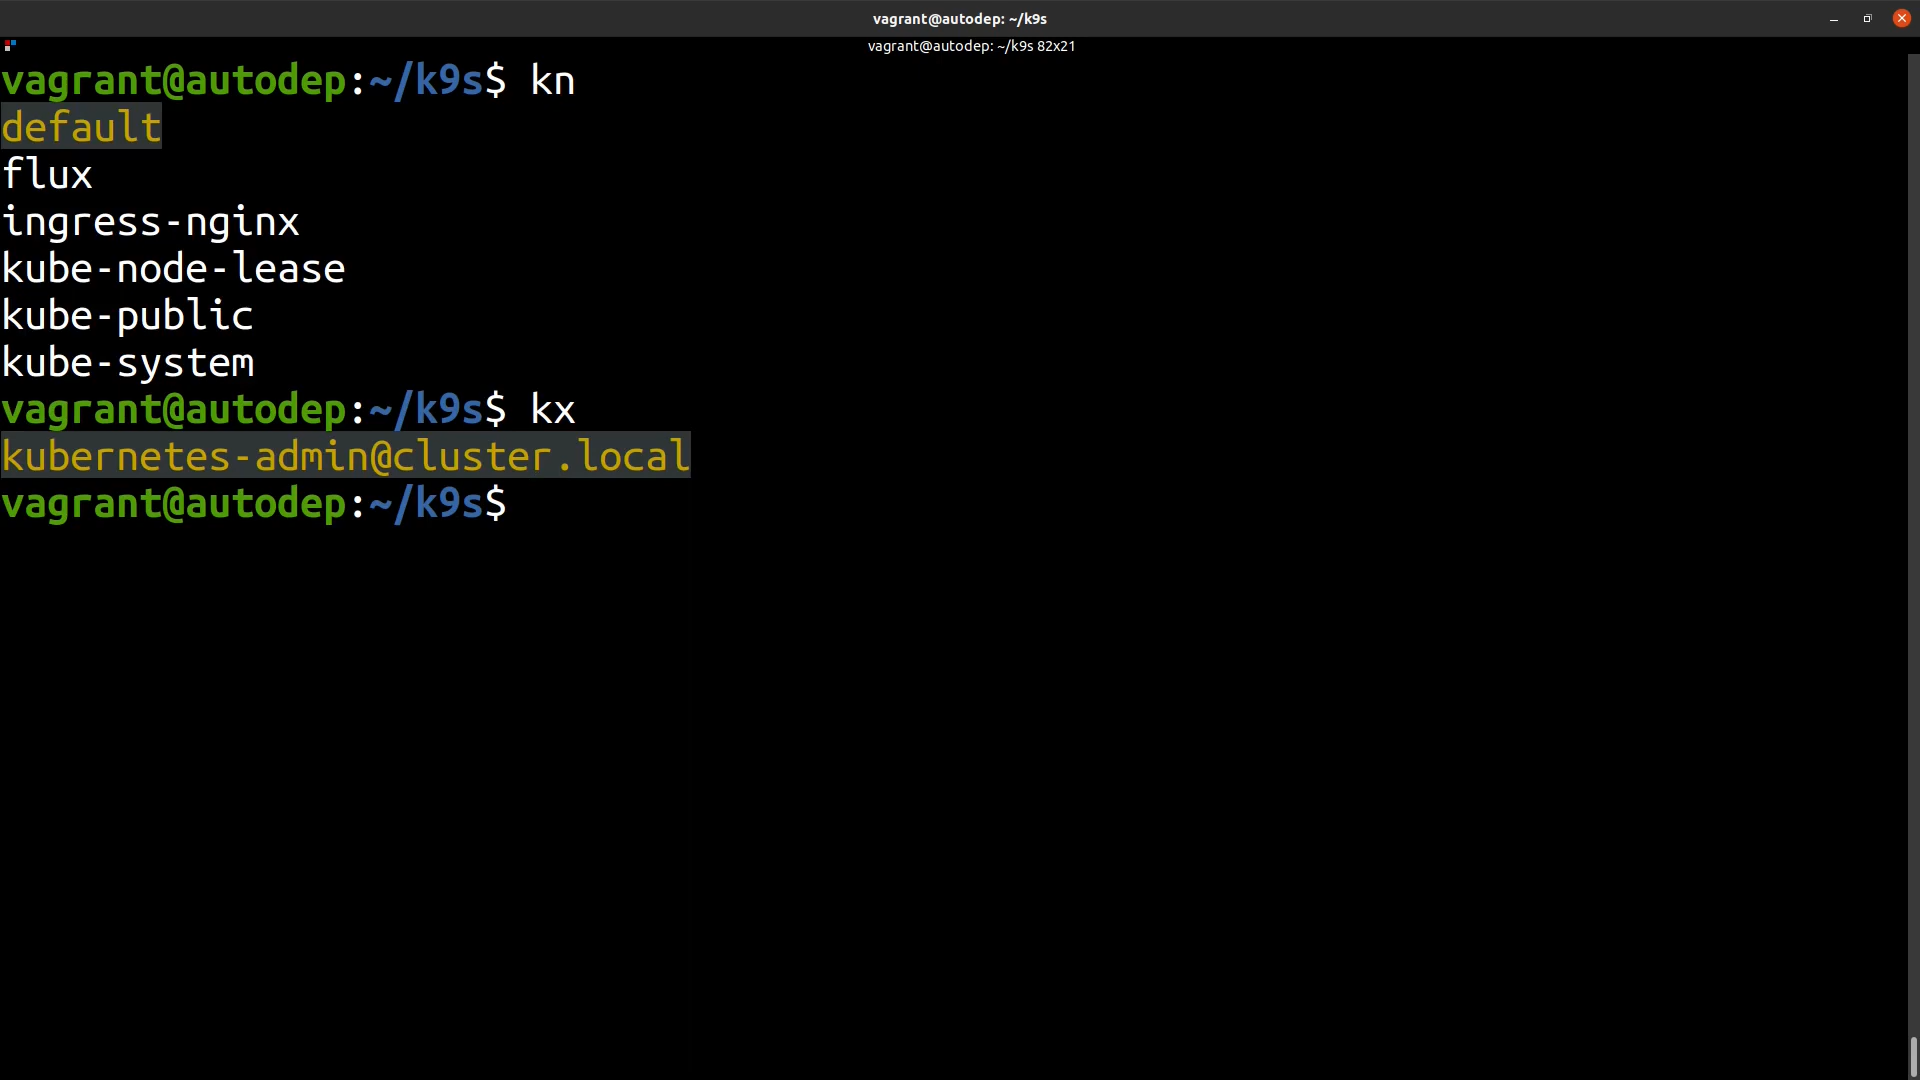 vagrant@autodep: ~/k9s
vagrant@autodep: ~/k9s 82x21
vagrant@autodep:~/k9s$ kn
default
flux
ingress-nginx
kube-node-lease
kube-public
kube-system
vagrant@autodep:~/k9s$ kx
kubernetes-admin@cluster.local
vagrant@autodep:~/k9s$